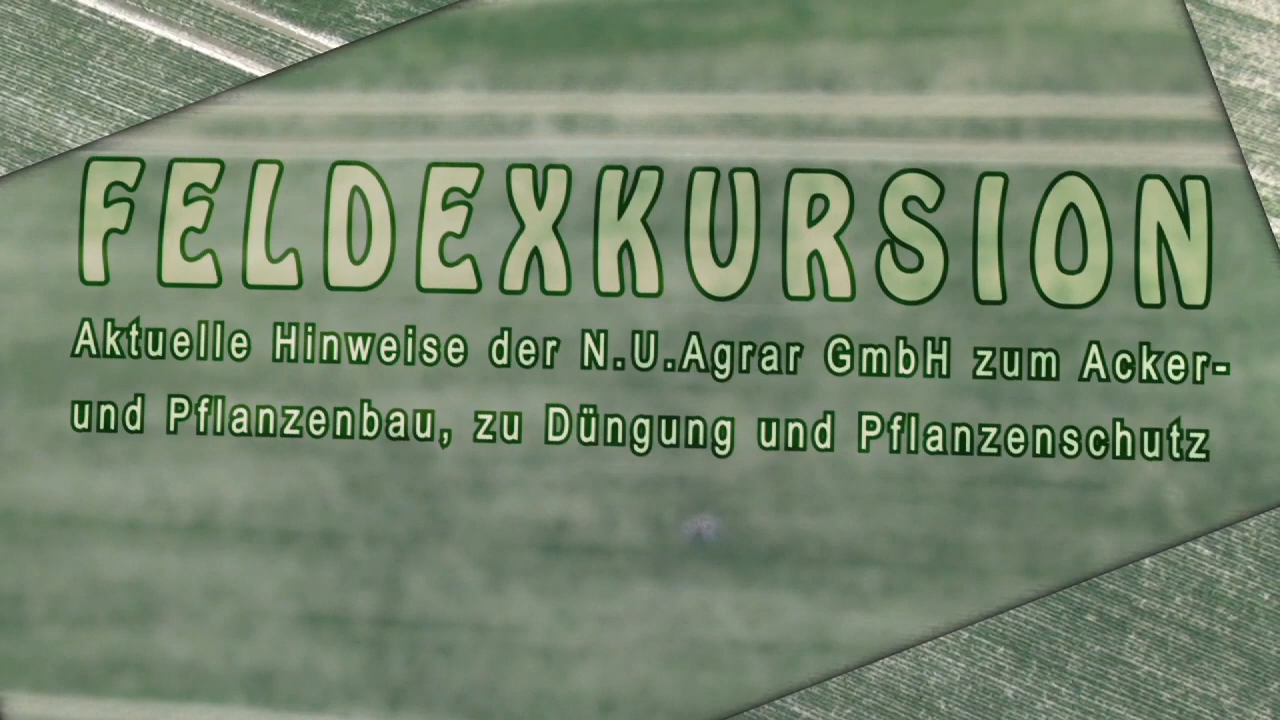 FELDEXKURSION
Aktuelle Hinweise der N.U.Agrar GmbH zum Acker-
und Pflanzenbau, zu Düngung und Pflanzenschutz